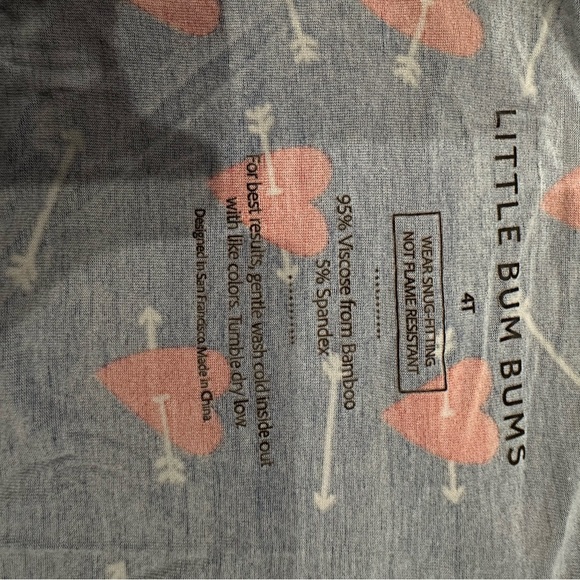 LITTLE BUM BUMS
4T
WEAR SNUG-FITTING
NOT FLAME RESISTANT
95% Viscose from Bamboo
5% Spandex
For best results, gentle wash cold inside out
with like colors. Tumble dry low.
Designed in San Francisco. Made in China.